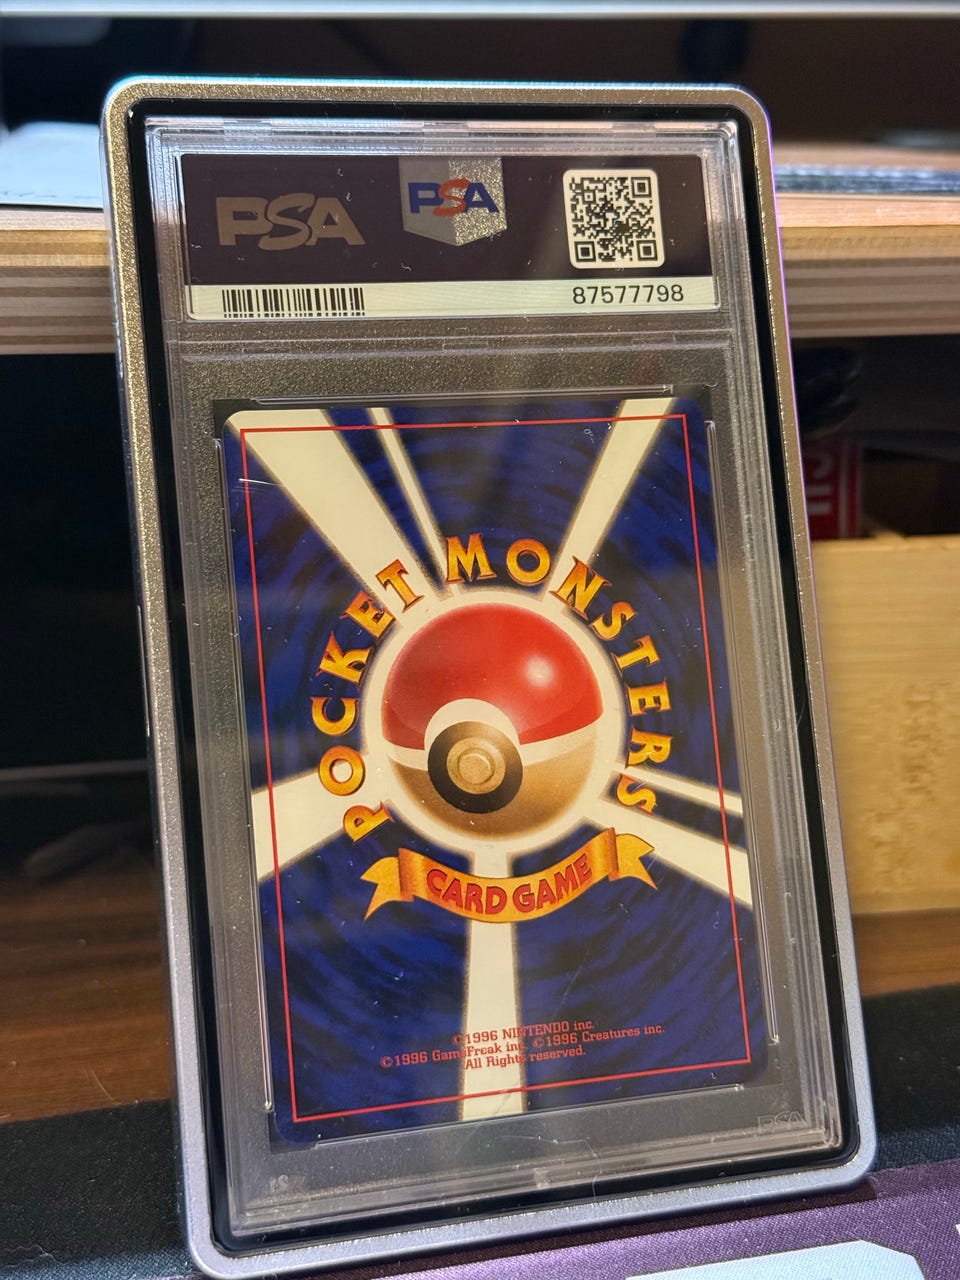 PSA
PSA
87577798
POCKET MONSTERS
CARD GAME
©1996 NINTENDO inc.
©1996 GameFreak inc. ©1996 Creatures inc.
All Rights reserved.
PSA